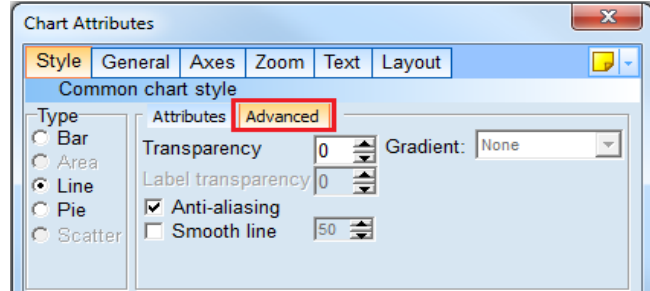 Chart Attributes
Style General Axes Zoom Text Layout
Common chart style
Type
Bar
Area
Line
Pie
Scatter
Attributes Advanced
Transparency 0 Gradient: None
Label transparency 0
Anti-aliasing
Smooth line 50